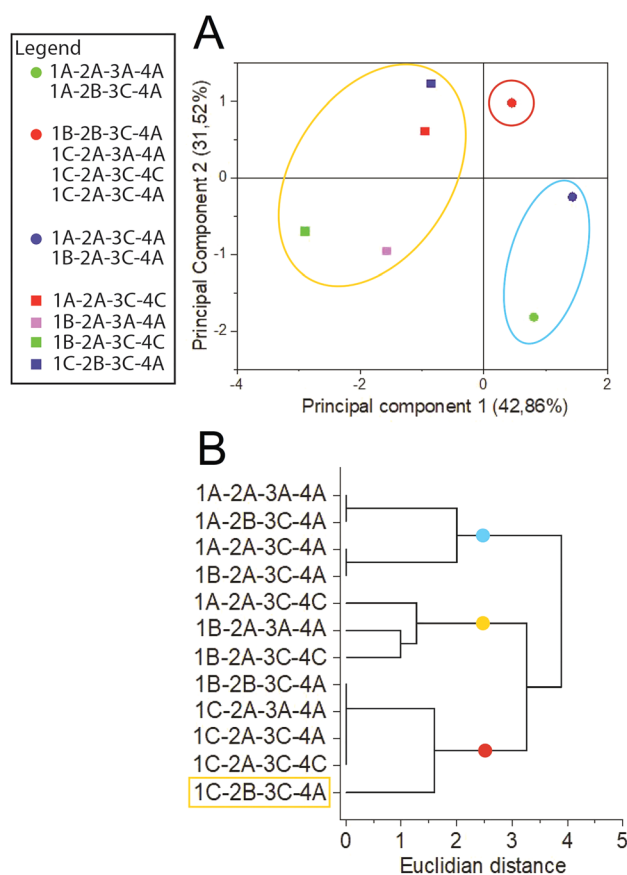 A
Legend
1A-2A-3A-4A
1A-2B-3C-4A
1B-2B-3C-4A
1C-2A-3A-4A
1C-2A-3C-4C
1C-2A-3C-4A
1A-2A-3C-4A
1B-2A-3C-4A
1A-2A-3C-4C
1B-2A-3A-4A
1B-2A-3C-4C
1C-2B-3C-4A
Principal Component 2 (31,52%)
1
0
-1
-2
-4
-2
0
2
Principal component 1 (42,86%)
B
1A-2A-3A-4A
1A-2B-3C-4A
1A-2A-3C-4A
1B-2A-3C-4A
1A-2A-3C-4C
1B-2A-3A-4A
1B-2A-3C-4C
1B-2B-3C-4A
1C-2A-3A-4A
1C-2A-3C-4A
1C-2A-3C-4C
1C-2B-3C-4A
0 1 2 3 4 5
Euclidian distance